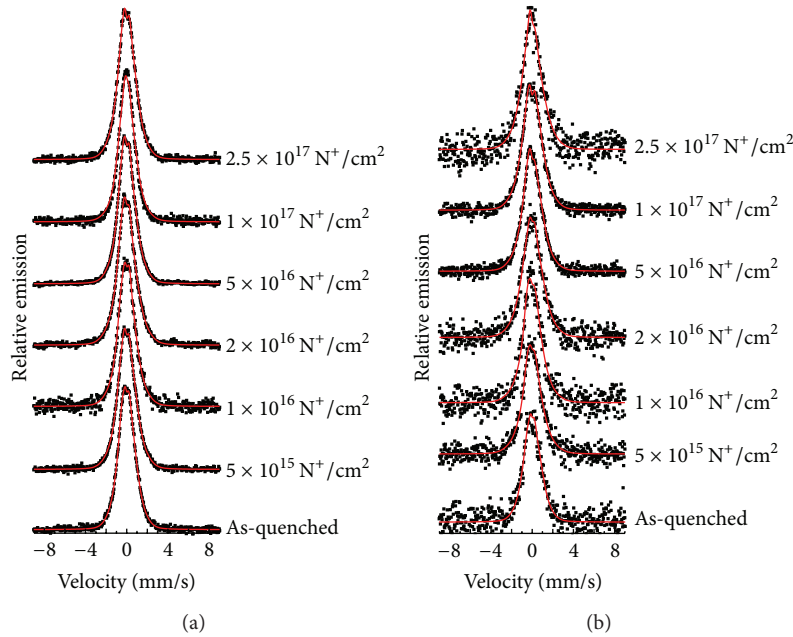 Relative emission
2.5 × 10¹⁷ N⁺/cm²
1 × 10¹⁷ N⁺/cm²
5 × 10¹⁶ N⁺/cm²
2 × 10¹⁶ N⁺/cm²
1 × 10¹⁶ N⁺/cm²
5 × 10¹⁵ N⁺/cm²
As-quenched
−8 −4 0 4 8
Velocity (mm/s)
(a)
Relative emission
2.5 × 10¹⁷ N⁺/cm²
1 × 10¹⁷ N⁺/cm²
5 × 10¹⁶ N⁺/cm²
2 × 10¹⁶ N⁺/cm²
1 × 10¹⁶ N⁺/cm²
5 × 10¹⁵ N⁺/cm²
As-quenched
−8 −4 0 4 8
Velocity (mm/s)
(b)